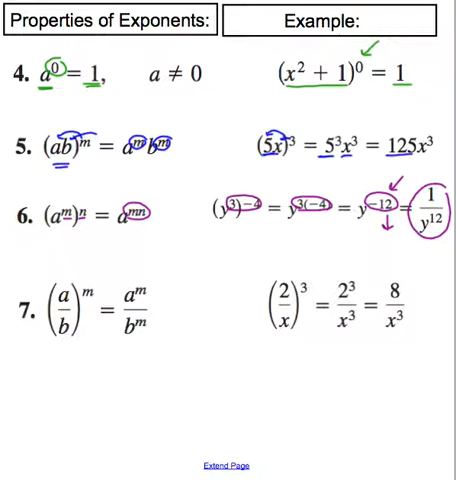 Properties of Exponents: Example:
4. a⁰ = 1, a ≠ 0 (x² + 1)⁰ = 1
5. (ab)ᵐ = aᵐbᵐ (5x)³ = 5³x³ = 125x³
6. (aᵐ)ⁿ = aᵐⁿ (y³)⁻⁴ = y³⁽⁻⁴⁾ = y⁻¹² = 1/y¹²
7. (a/b)ᵐ = aᵐ/bᵐ (2/x)³ = 2³/x³ = 8/x³
Extend Page